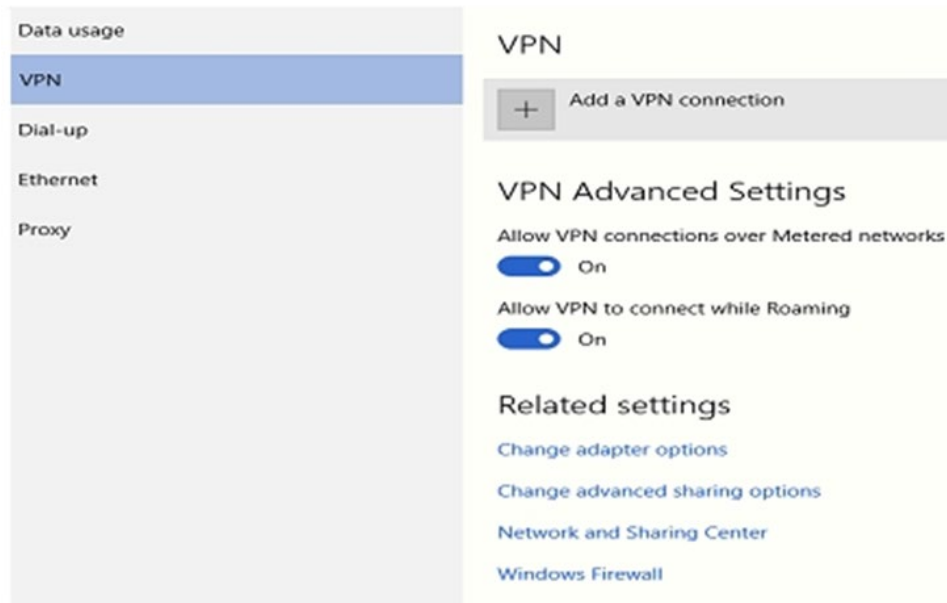 Data usage
VPN
Dial-up
Ethernet
Proxy
VPN
Add a VPN connection
VPN Advanced Settings
Allow VPN connections over Metered networks
On
Allow VPN to connect while Roaming
On
Related settings
Change adapter options
Change advanced sharing options
Network and Sharing Center
Windows Firewall